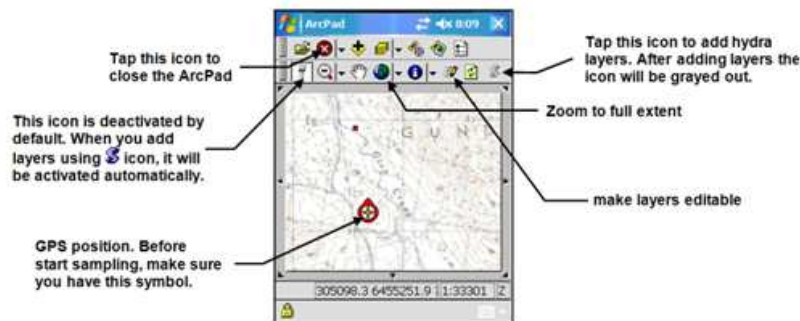 ArcPad 8:09
Tap this icon to
close the ArcPad
Tap this icon to add hydra
layers. After adding layers the
icon will be grayed out.
This icon is deactivated by
default. When you add
layers using S icon, it will
be activated automatically.
Zoom to full extent
G U N
Creek
make layers editable
GPS position. Before
start sampling, make sure
you have this symbol.
305098.3 6455251.9 1:33301 Z